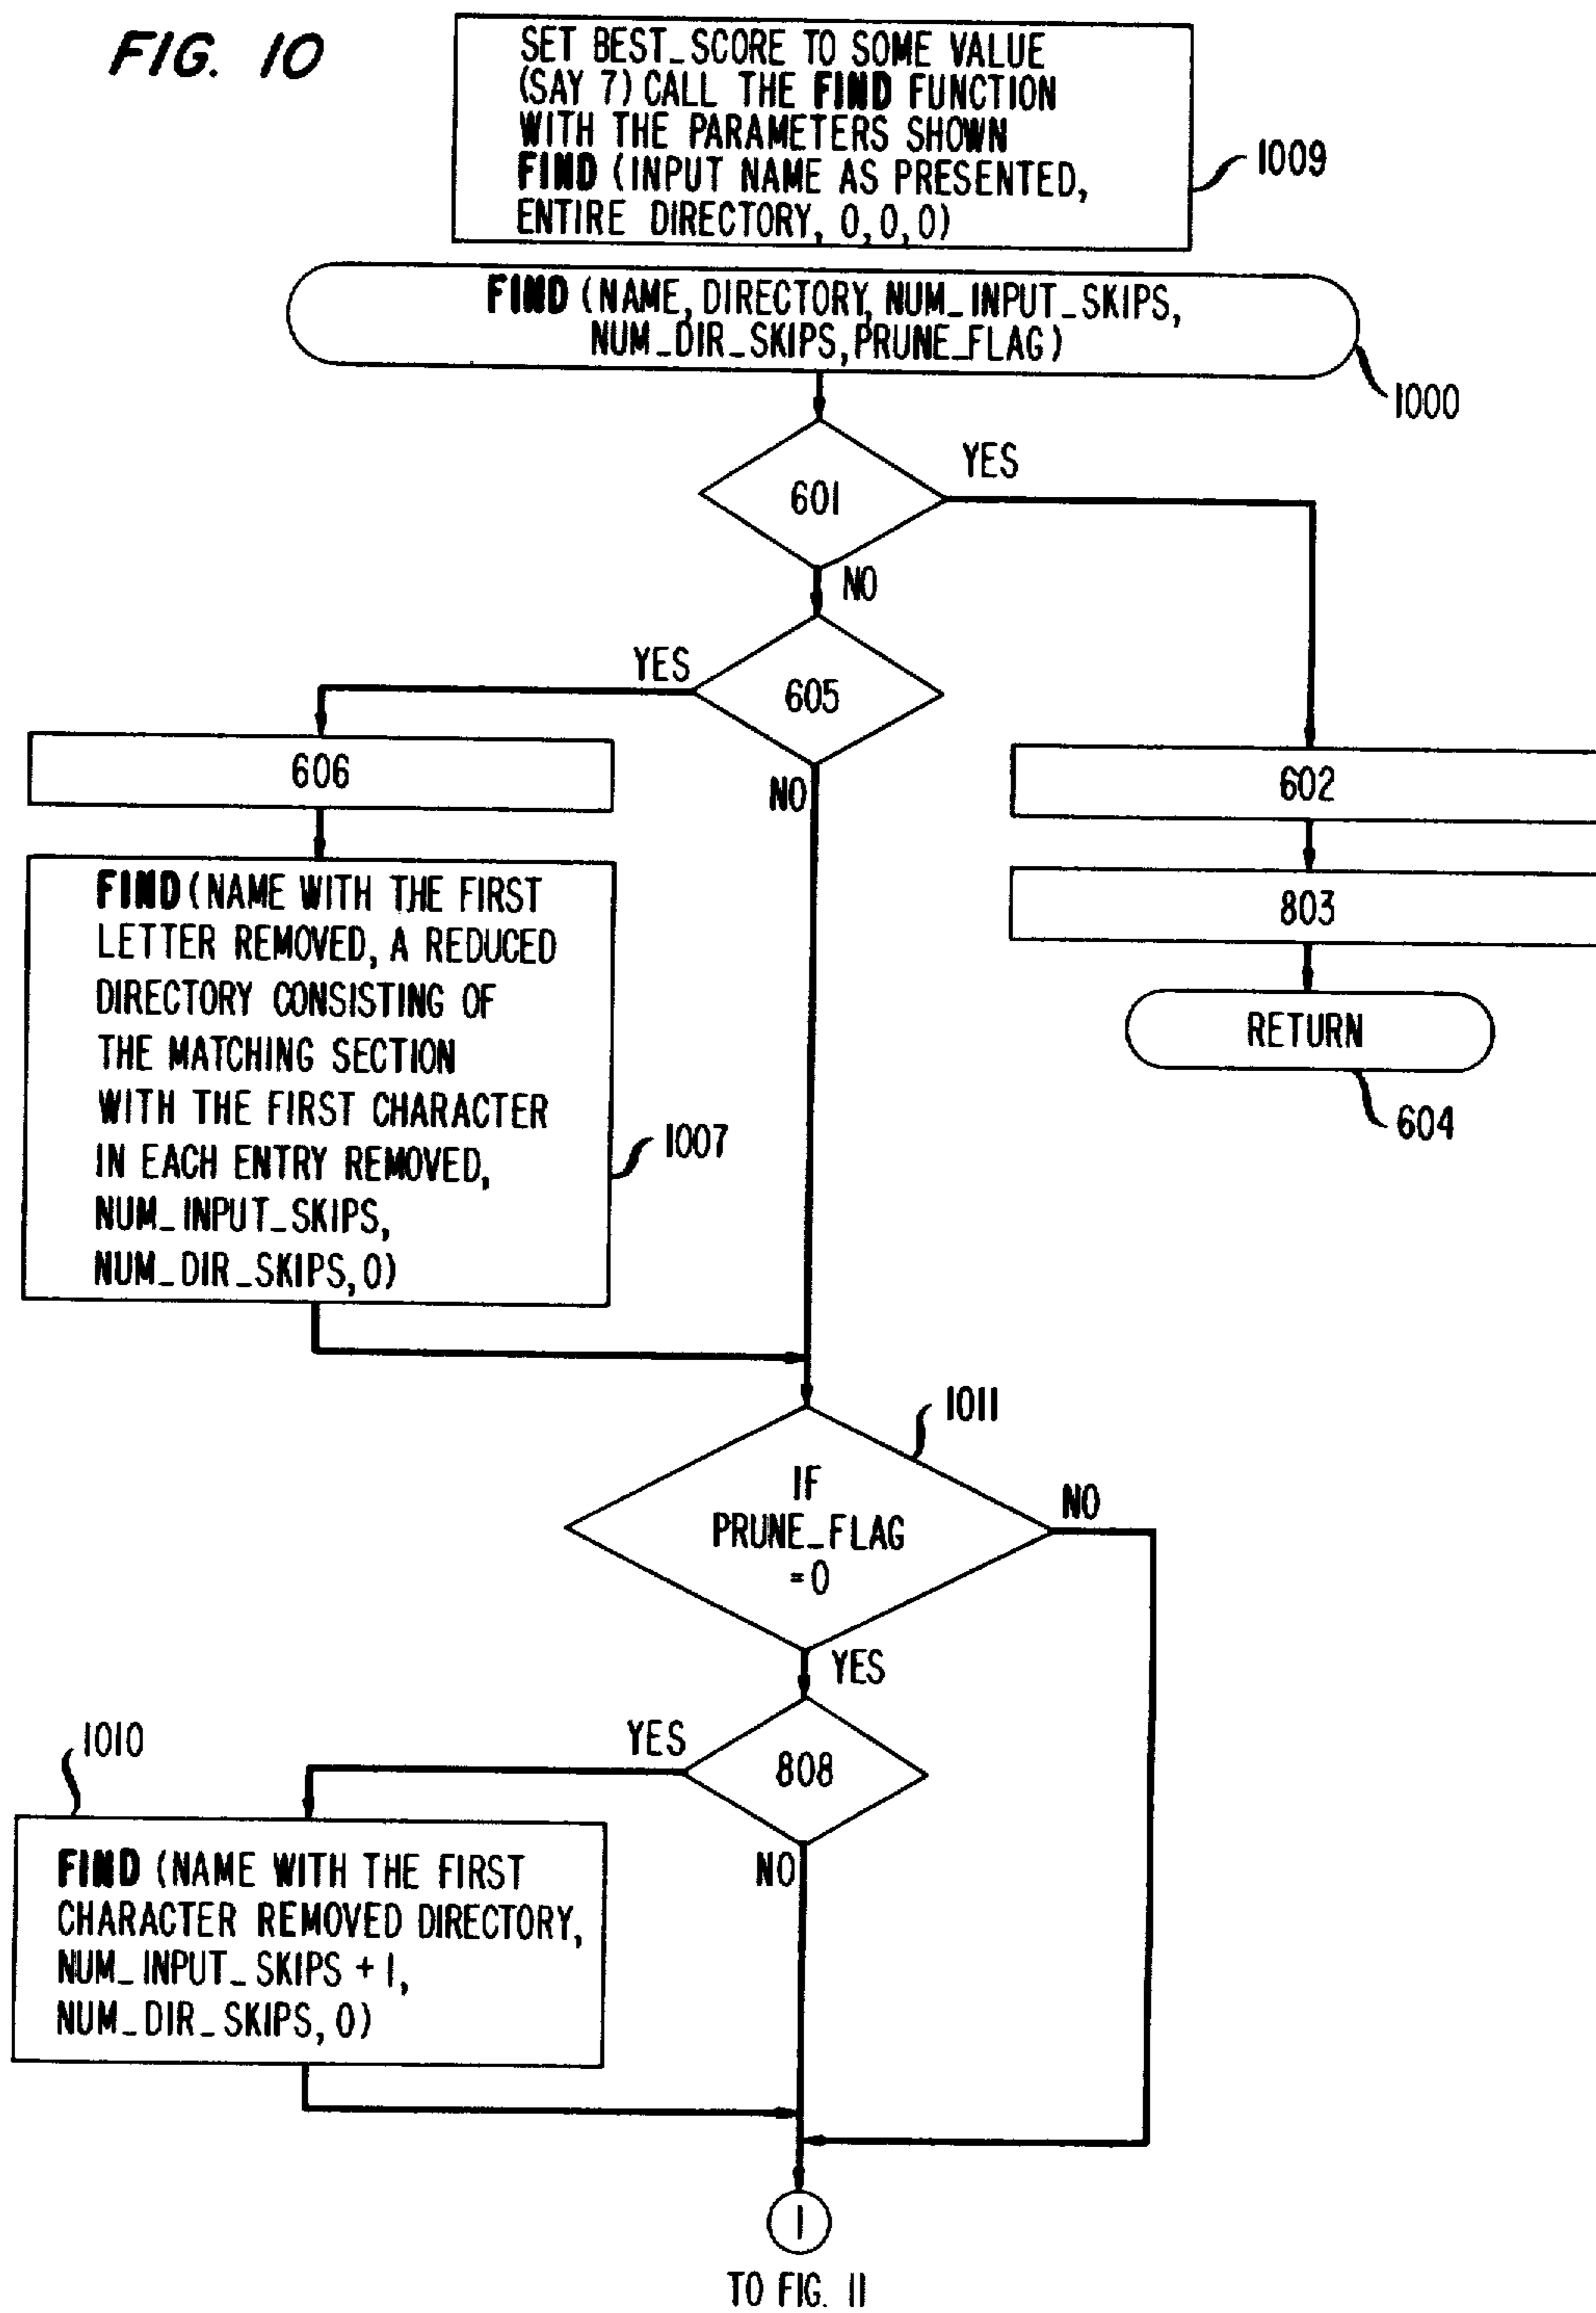 FIG. 10
SET BEST_SCORE TO SOME VALUE
(SAY 7) CALL THE FIND FUNCTION
WITH THE PARAMETERS SHOWN
FIND (INPUT NAME AS PRESENTED,
ENTIRE DIRECTORY, 0,0,0)
1009
FIND (NAME, DIRECTORY, NUM_INPUT_SKIPS,
NUM_DIR_SKIPS, PRUNE_FLAG)
1000
601
YES
NO
605
YES
NO
606
602
803
RETURN
604
FIND (NAME WITH THE FIRST
LETTER REMOVED, A REDUCED
DIRECTORY CONSISTING OF
THE MATCHING SECTION
WITH THE FIRST CHARACTER
IN EACH ENTRY REMOVED,
NUM_INPUT_SKIPS,
NUM_DIR_SKIPS, 0)
1007
1011
IF
PRUNE_FLAG
=0
NO
YES
808
YES
NO
1010
FIND (NAME WITH THE FIRST
CHARACTER REMOVED DIRECTORY,
NUM_INPUT_SKIPS + 1,
NUM_DIR_SKIPS, 0)
1
TO FIG. 11